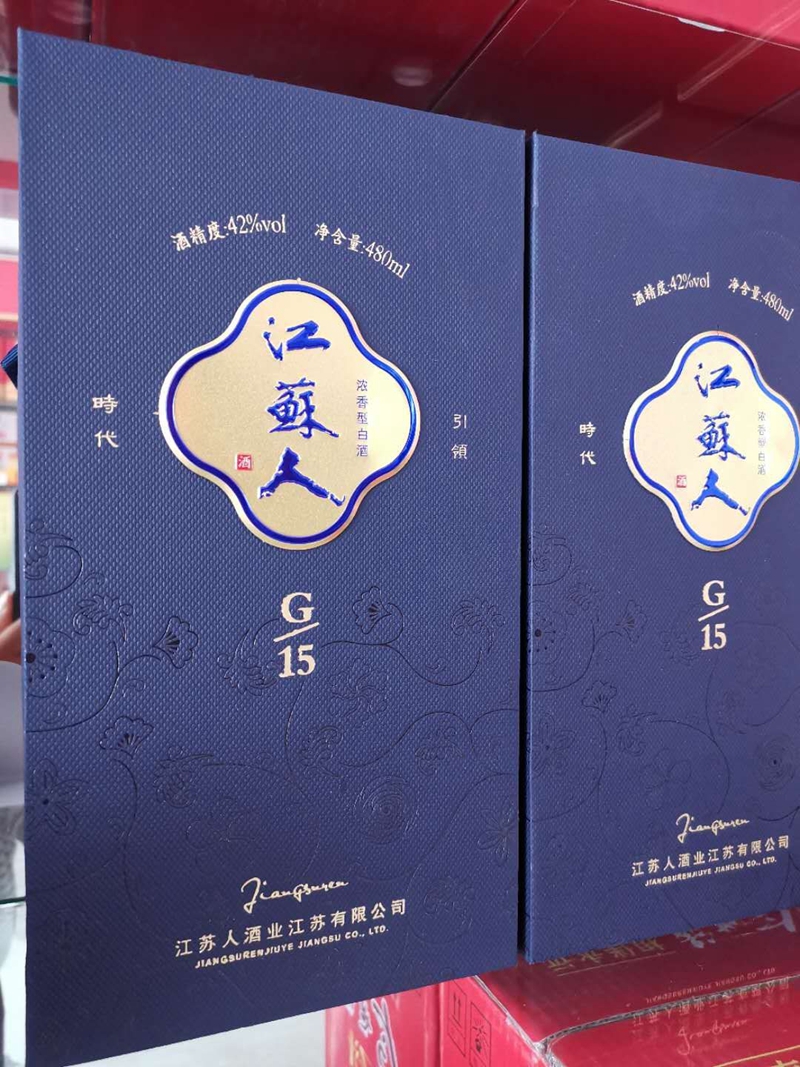 酒精度:42%vol 净含量:480ml
時代
引領
江蘇人
浓香型白酒
酒
G/15
Jiangsuren
江苏人酒业江苏有限公司
JIANGSURENJIUYE JIANGSU CO., LTD.
酒精度:42%vol 净含量:480ml
時代
江蘇人
浓香型白酒
酒
G/15
Jiangsuren
江苏人酒业江苏有限公司
JIANGSURENJIUYE JIANGSU CO., LTD.